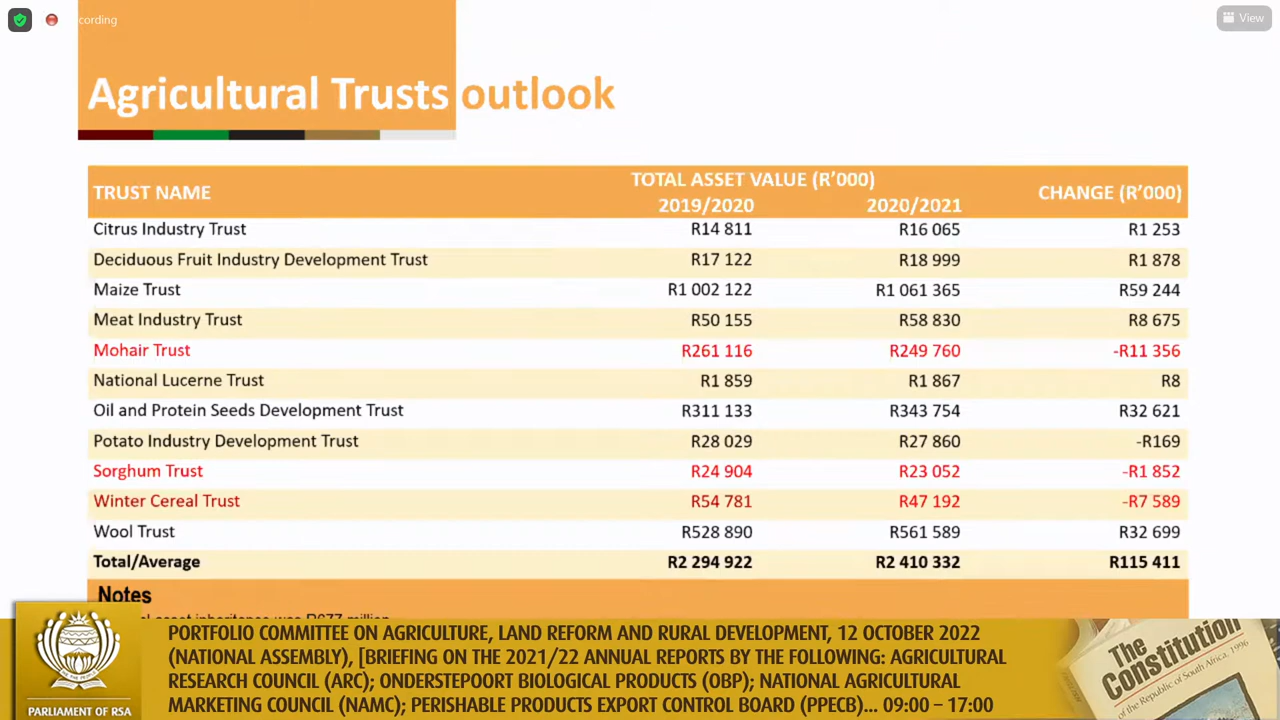 cording
View
Agricultural Trusts outlook
TRUST NAME TOTAL ASSET VALUE (R’000) CHANGE (R’000)
2019/2020 2020/2021
Citrus Industry Trust R14 811 R16 065 R1 253
Deciduous Fruit Industry Development Trust R17 122 R18 999 R1 878
Maize Trust R1 002 122 R1 061 365 R59 244
Meat Industry Trust R50 155 R58 830 R8 675
Mohair Trust R261 116 R249 760 -R11 356
National Lucerne Trust R1 859 R1 867 R8
Oil and Protein Seeds Development Trust R311 133 R343 754 R32 621
Potato Industry Development Trust R28 029 R27 860 -R169
Sorghum Trust R24 904 R23 052 -R1 852
Winter Cereal Trust R54 781 R47 192 -R7 589
Wool Trust R528 890 R561 589 R32 699
Total/Average R2 294 922 R2 410 332 R115 411
Notes
PORTFOLIO COMMITTEE ON AGRICULTURE, LAND REFORM AND RURAL DEVELOPMENT, 12 OCTOBER 2022
(NATIONAL ASSEMBLY), [BRIEFING ON THE 2021/22 ANNUAL REPORTS BY THE FOLLOWING: AGRICULTURAL
RESEARCH COUNCIL (ARC); ONDERSTEPOORT BIOLOGICAL PRODUCTS (OBP); NATIONAL AGRICULTURAL
MARKETING COUNCIL (NAMC); PERISHABLE PRODUCTS EXPORT CONTROL BOARD (PPECB)... 09:00 – 17:00
PARLIAMENT OF RSA
The
Constitution
of the Republic of South Africa, 1996